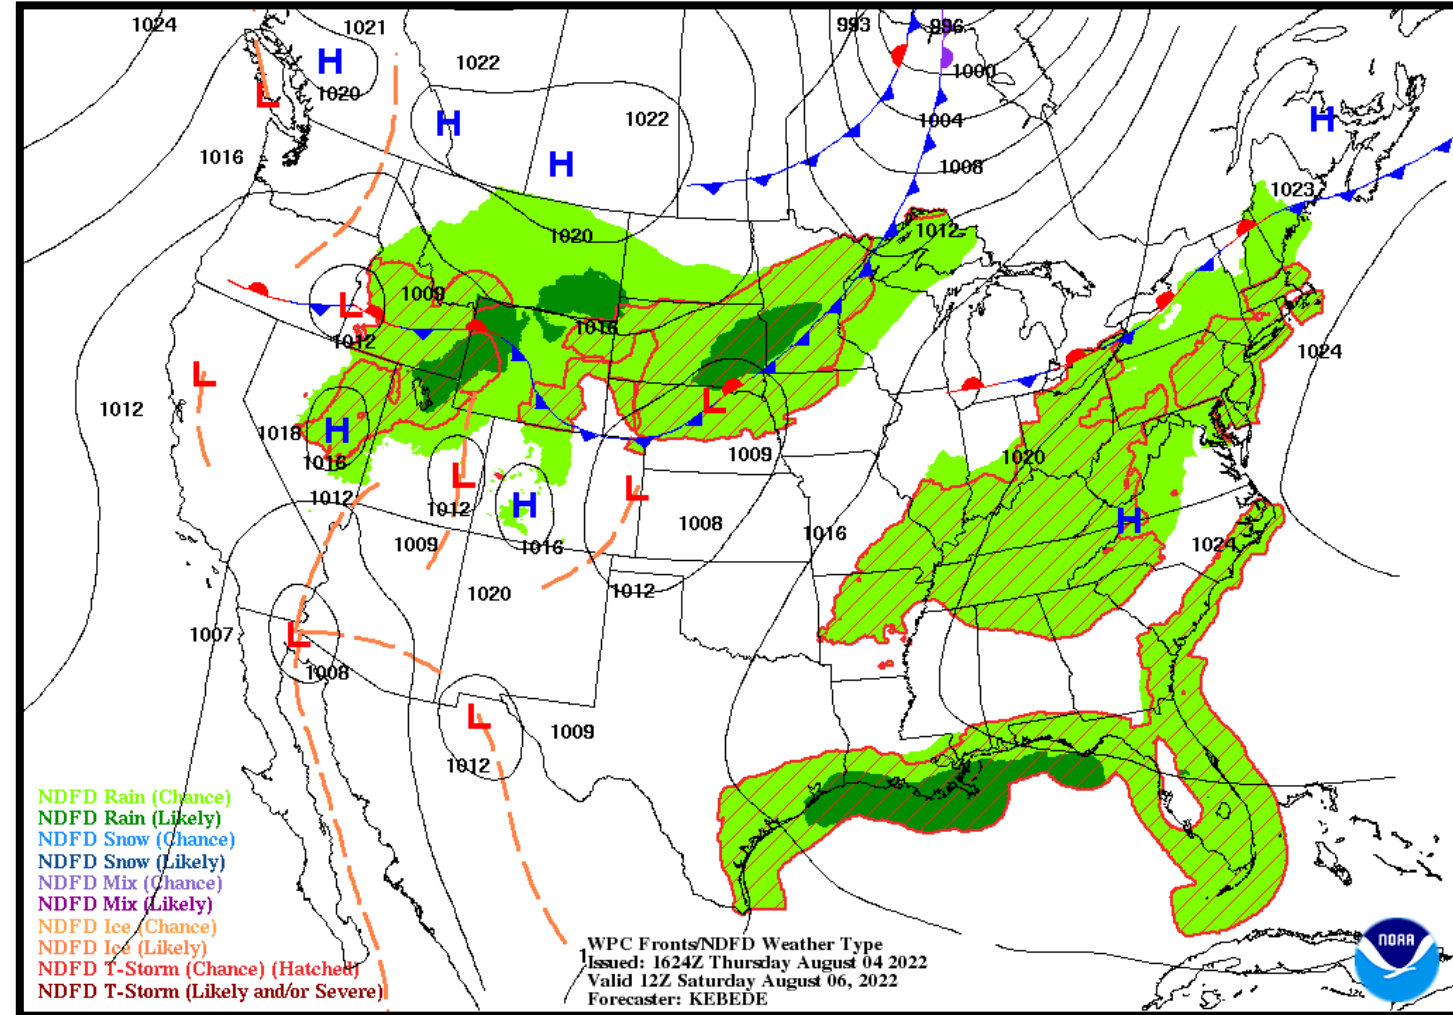 1024
1021
993
996
H
1022
1000
L
1020
H
1022
1004
H
1016
H
1008
1023
1020
1012
1009
L
1016
1012
1024
L
1012
L
1018
H
1016
1020
1009
L
L
1012
1012
H
1016
1008
1016
H
1024
1009
1020
1012
1007
L
1008
L
1009
1012
NDFD Rain (Chance)
NDFD Rain (Likely)
NDFD Snow (Chance)
NDFD Snow (Likely)
NDFD Mix (Chance)
NDFD Mix (Likely)
NDFD Ice (Chance)
NDFD Ice (Likely)
NDFD T-Storm (Chance) (Hatched)
NDFD T-Storm (Likely and/or Severe)
1
WPC Fronts/NDFD Weather Type
Issued: 1624Z Thursday August 04 2022
Valid 12Z Saturday August 06, 2022
Forecaster: KEBEDE
NOAA